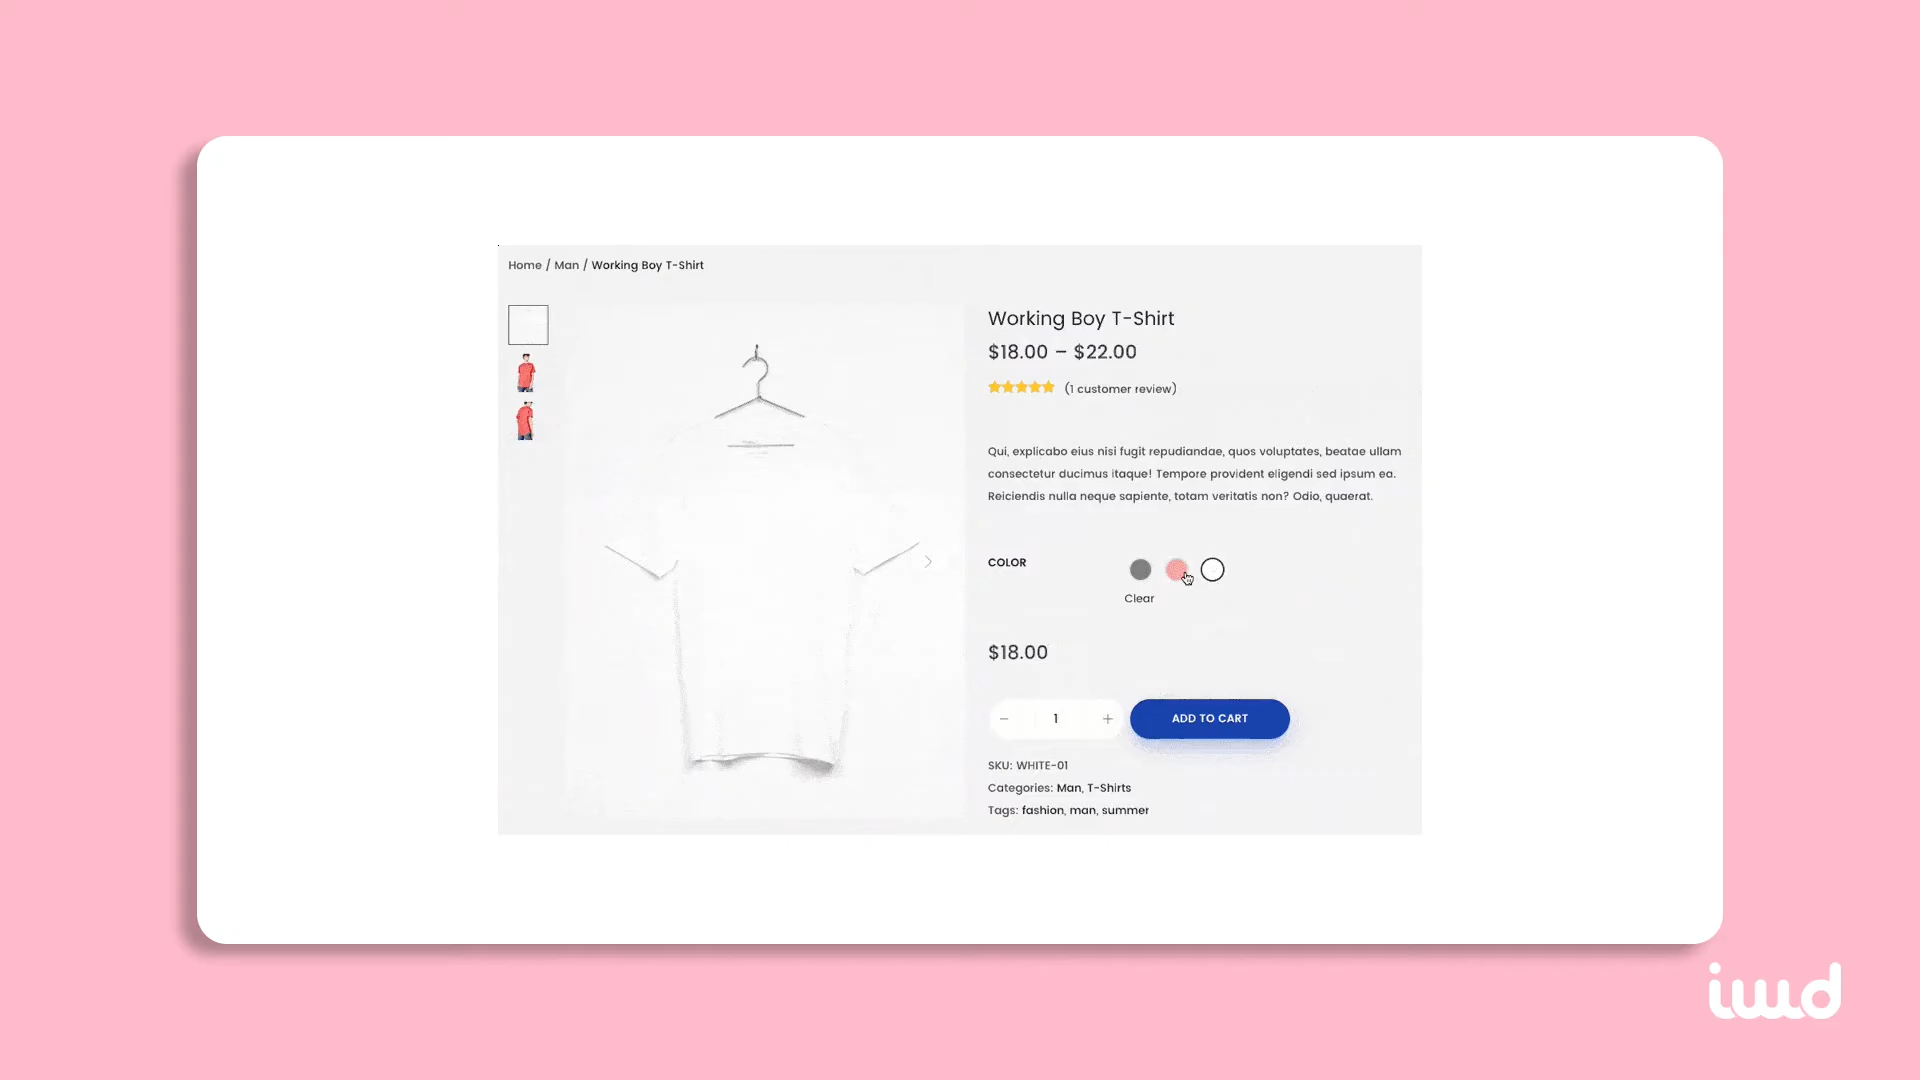 Home / Man / Working Boy T-Shirt
Working Boy T-Shirt
$18.00 – $22.00
(1 customer review)
Qui, explicabo eius nisi fugit repudiandae, quos voluptates, beatae ullam
consectetur ducimus itaque! Tempore provident eligendi sed ipsum ea.
Reiciendis nulla neque sapiente, totam veritatis non? Odio, quaerat.
COLOR
Clear
$18.00
− 1 + ADD TO CART
SKU: WHITE-01
Categories: Man, T-Shirts
Tags: fashion, man, summer
iwd